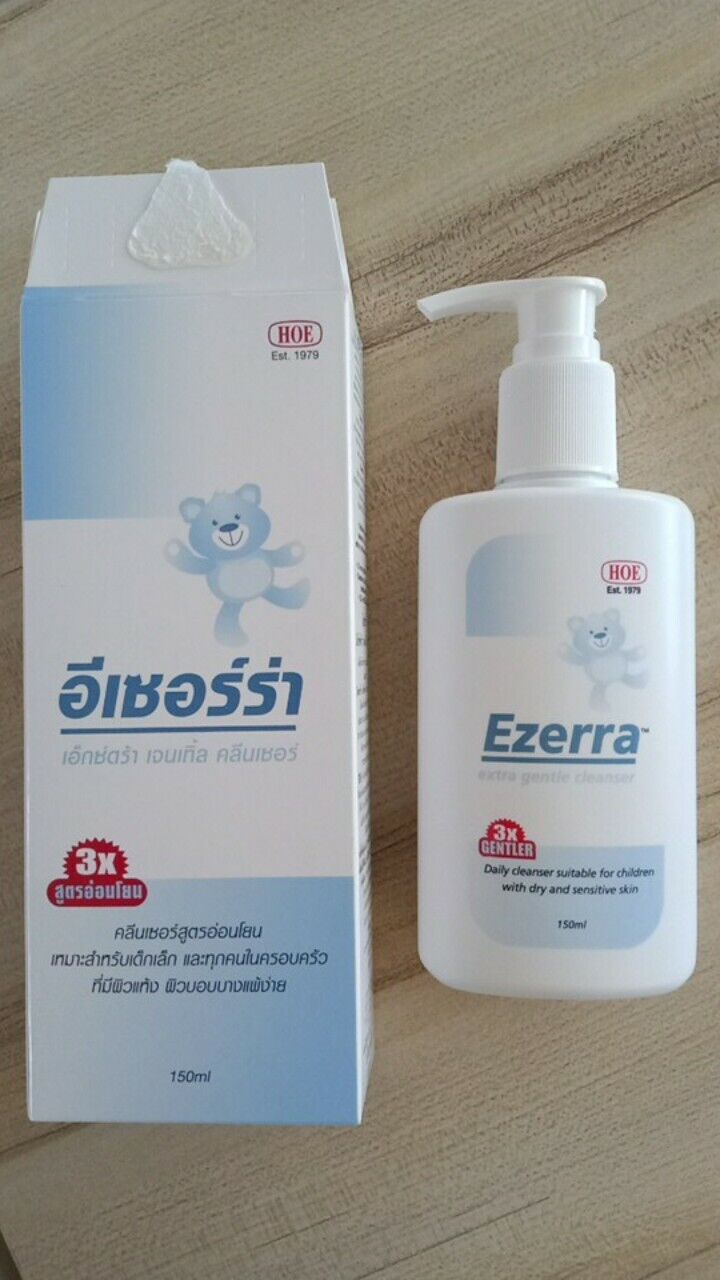 HOE
Est. 1979
อีเซอร์ร่า
เอ็กซ์ตร้า เจนเทิ้ล คลีนเซอร์
3X
สูตรอ่อนโยน
คลีนเซอร์สูตรอ่อนโยน
เหมาะสำหรับเด็กเล็ก และทุกคนในครอบครัว
ที่มีผิวแห้ง ผิวบอบบางแพ้ง่าย
150ml
HOE
Est. 1979
Ezerra™
extra gentle cleanser
3x
GENTLER
Daily cleanser suitable for children
with dry and sensitive skin
150ml